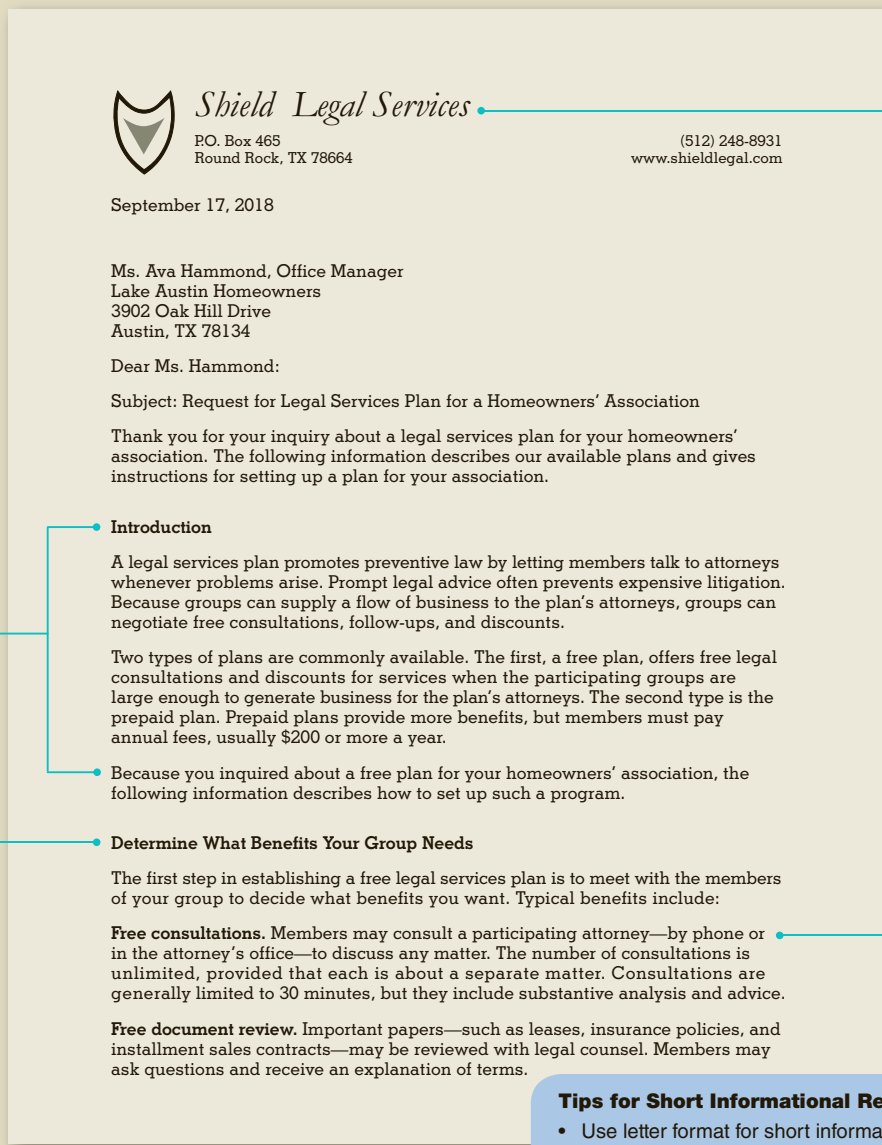 Shield Legal Services
P.O. Box 465
Round Rock, TX 78664
(512) 248-8931
www.shieldlegal.com
September 17, 2018
Ms. Ava Hammond, Office Manager
Lake Austin Homeowners
3902 Oak Hill Drive
Austin, TX 78134
Dear Ms. Hammond:
Subject: Request for Legal Services Plan for a Homeowners’ Association
Thank you for your inquiry about a legal services plan for your homeowners’
association. The following information describes our available plans and gives
instructions for setting up a plan for your association.
Introduction
A legal services plan promotes preventive law by letting members talk to attorneys
whenever problems arise. Prompt legal advice often prevents expensive litigation.
Because groups can supply a flow of business to the plan’s attorneys, groups can
negotiate free consultations, follow-ups, and discounts.
Two types of plans are commonly available. The first, a free plan, offers free legal
consultations and discounts for services when the participating groups are
large enough to generate business for the plan’s attorneys. The second type is the
prepaid plan. Prepaid plans provide more benefits, but members must pay
annual fees, usually $200 or more a year.
Because you inquired about a free plan for your homeowners’ association, the
following information describes how to set up such a program.
Determine What Benefits Your Group Needs
The first step in establishing a free legal services plan is to meet with the members
of your group to decide what benefits you want. Typical benefits include:
Free consultations. Members may consult a participating attorney—by phone or
in the attorney’s office—to discuss any matter. The number of consultations is
unlimited, provided that each is about a separate matter. Consultations are
generally limited to 30 minutes, but they include substantive analysis and advice.
Free document review. Important papers—such as leases, insurance policies, and
installment sales contracts—may be reviewed with legal counsel. Members may
ask questions and receive an explanation of terms.
Tips for Short Informational Re
• Use letter format for short informa